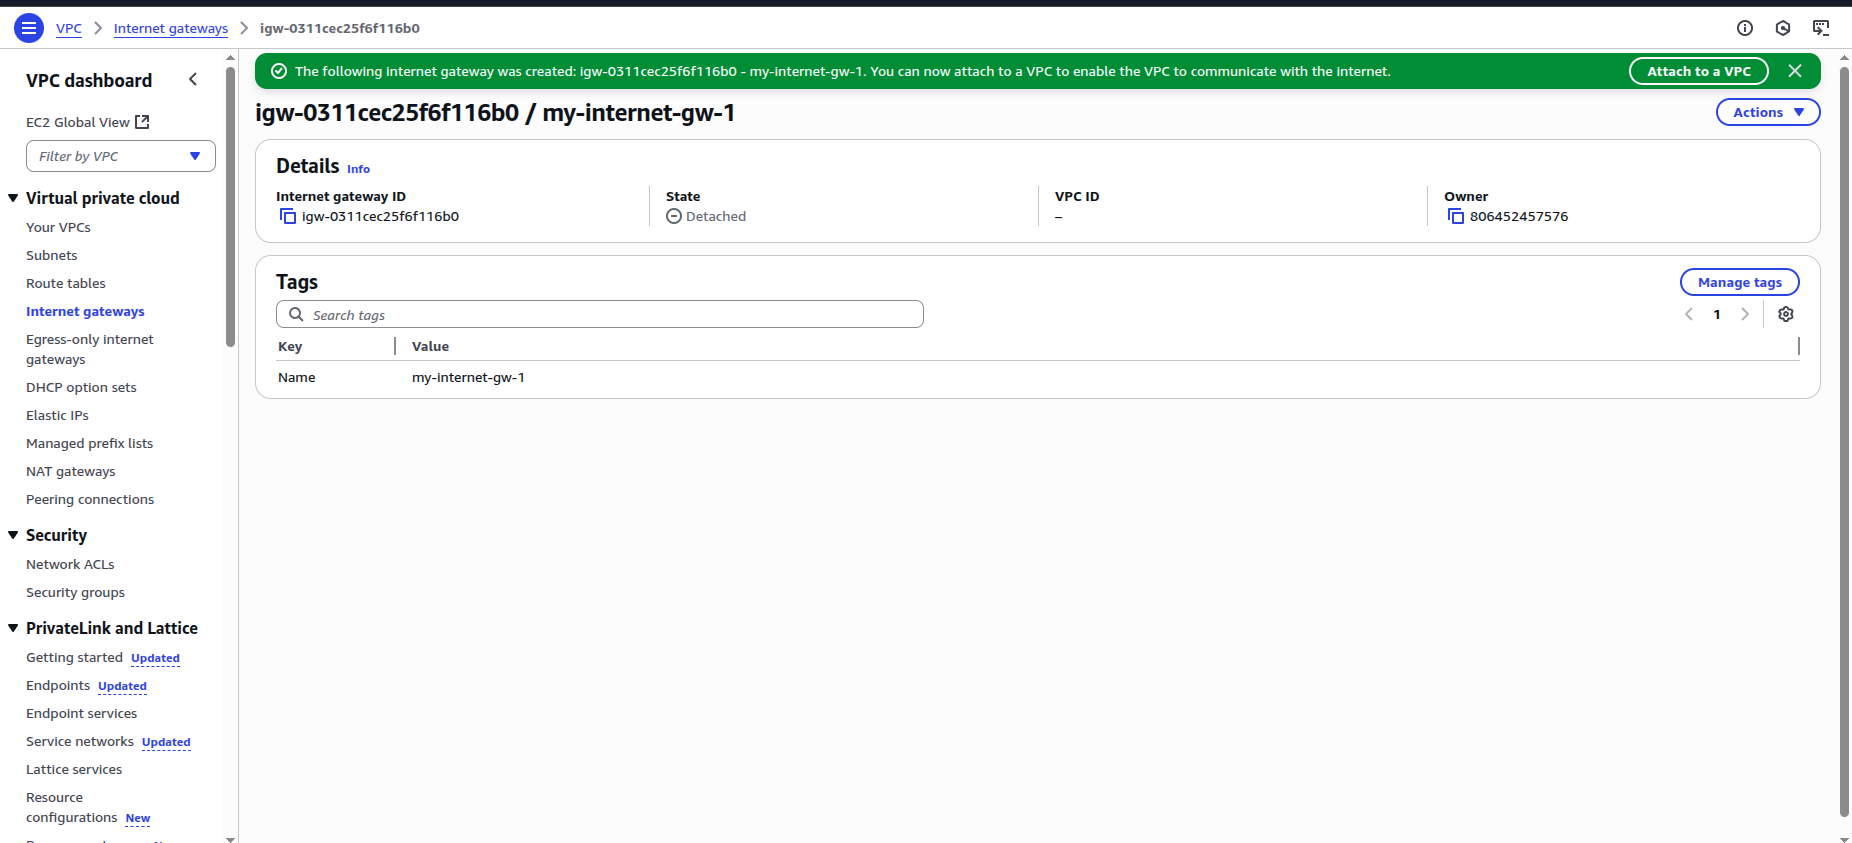 VPC > Internet gateways > igw-0311cec25f6f116b0
VPC dashboard
EC2 Global View
Filter by VPC
Virtual private cloud
Your VPCs
Subnets
Route tables
Internet gateways
Egress-only internet
gateways
DHCP option sets
Elastic IPs
Managed prefix lists
NAT gateways
Peering connections
Security
Network ACLs
Security groups
PrivateLink and Lattice
Getting started Updated
Endpoints Updated
Endpoint services
Service networks Updated
Lattice services
Resource
configurations New
The following internet gateway was created: igw-0311cec25f6f116b0 - my-internet-gw-1. You can now attach to a VPC to enable the VPC to communicate with the internet. Attach to a VPC
igw-0311cec25f6f116b0 / my-internet-gw-1 Actions
Details Info
Internet gateway ID
igw-0311cec25f6f116b0
State
Detached
VPC ID
–
Owner
806452457576
Tags Manage tags
Search tags 1
Key Value
Name my-internet-gw-1